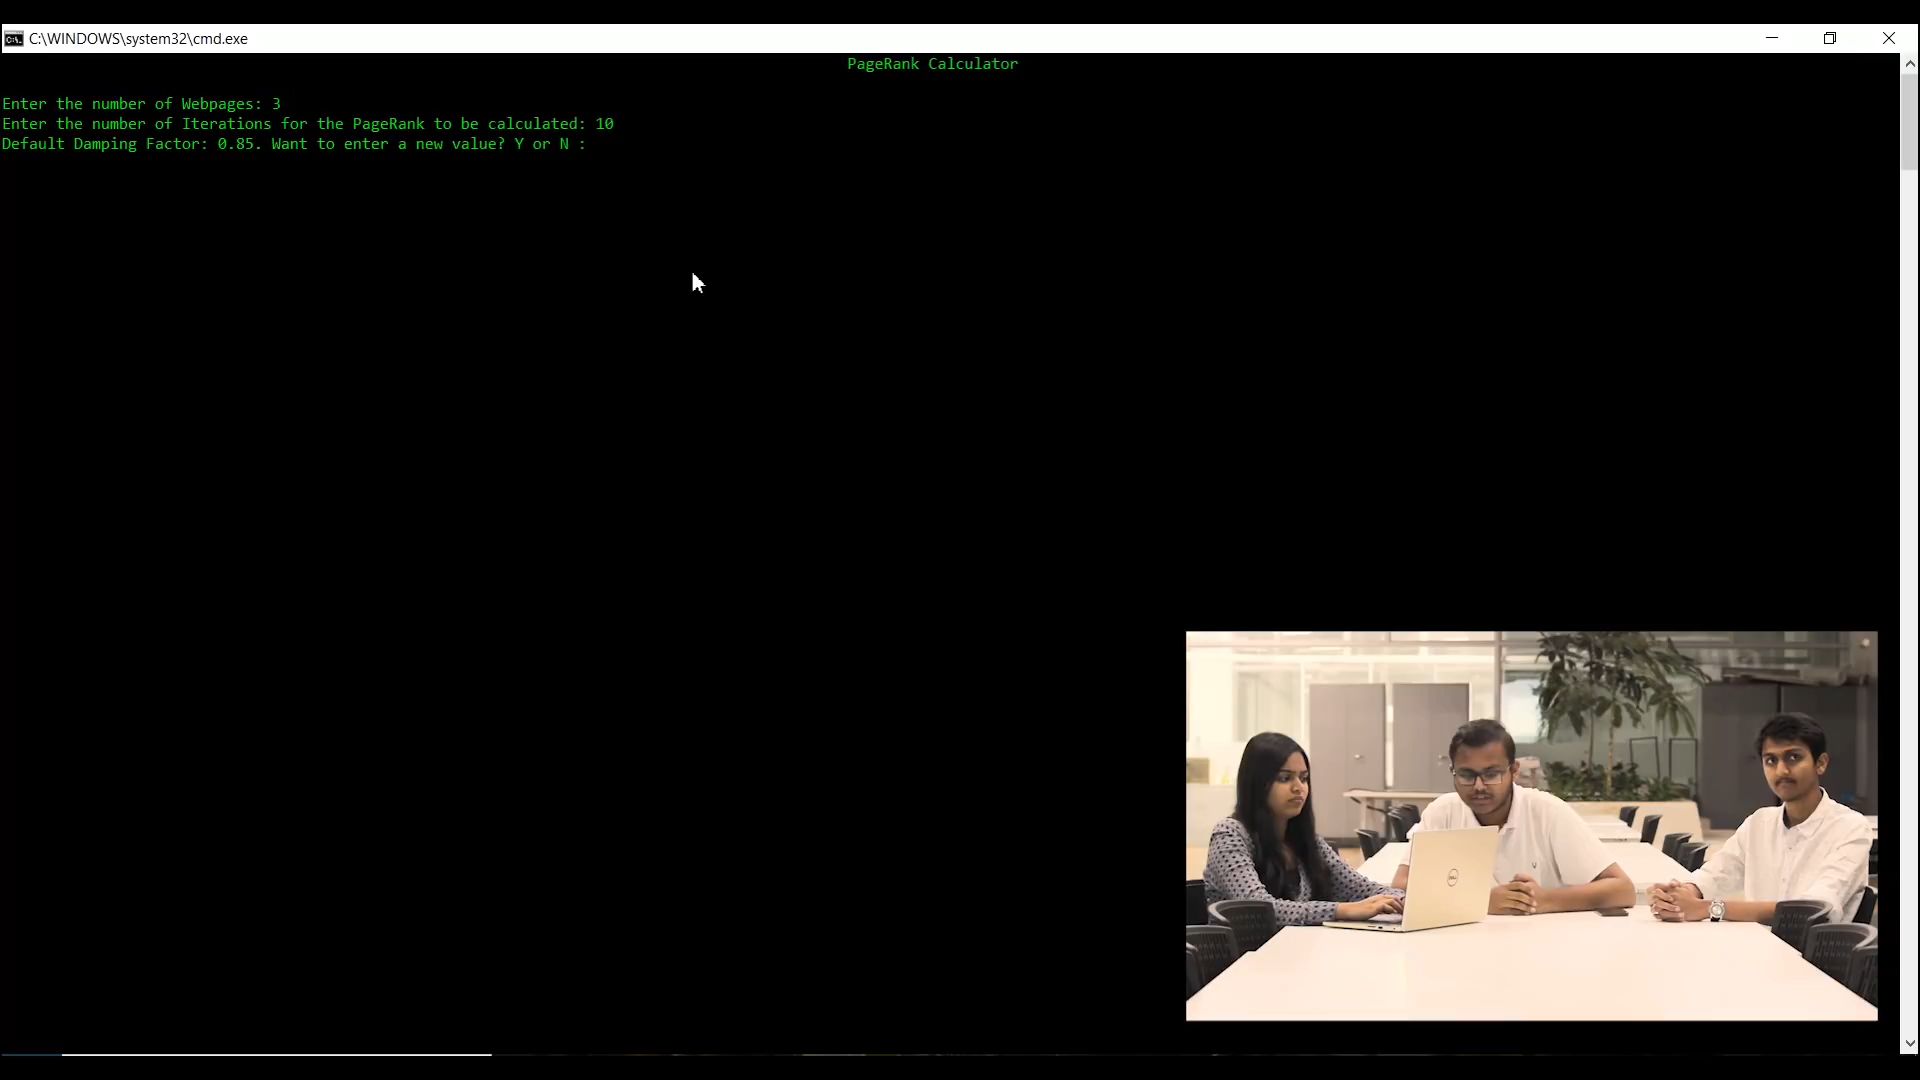 C:\WINDOWS\system32\cmd.exe
PageRank Calculator
Enter the number of Webpages: 3
Enter the number of Iterations for the PageRank to be calculated: 10
Default Damping Factor: 0.85. Want to enter a new value? Y or N :
DELL